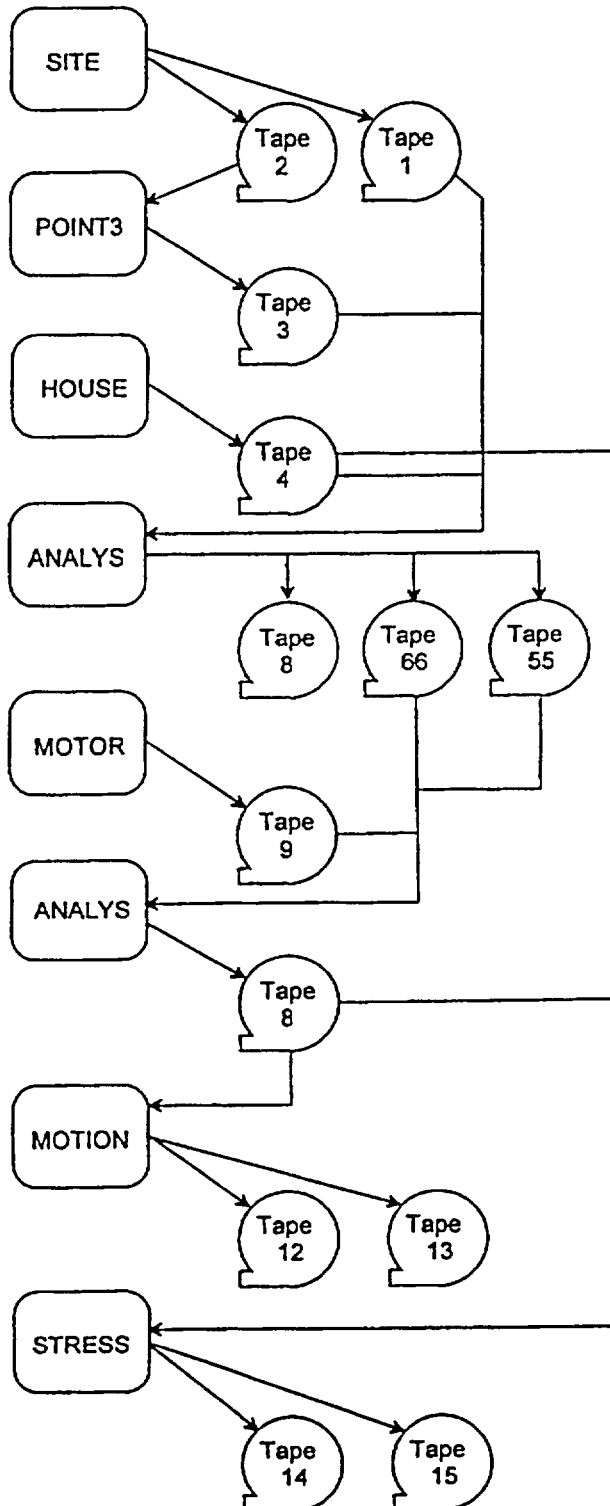 SITE
Tape
2
Tape
1
POINT3
Tape
3
HOUSE
Tape
4
ANALYS
Tape
8
Tape
66
Tape
55
MOTOR
Tape
9
ANALYS
Tape
8
MOTION
Tape
12
Tape
13
STRESS
Tape
14
Tape
15